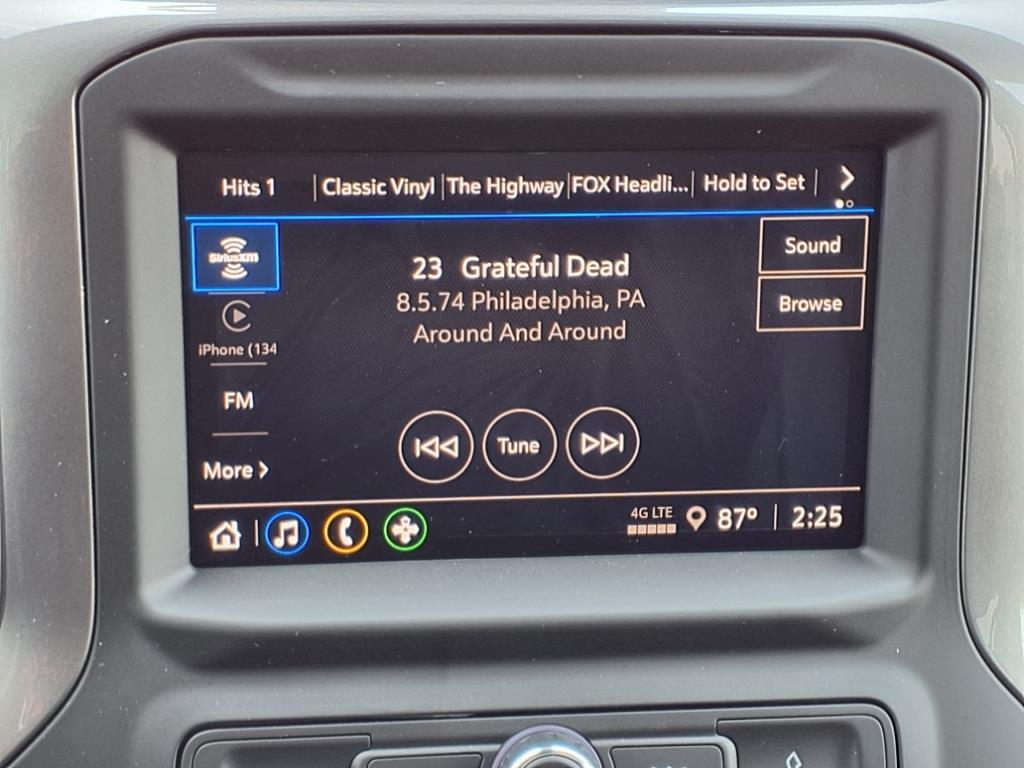 Hits 1 Classic Vinyl The Highway FOX Headli... Hold to Set
SiriusXM
23 Grateful Dead
8.5.74 Philadelphia, PA
Around And Around
Sound
Browse
iPhone (134
FM
More
Tune
4G LTE
87° 2:25